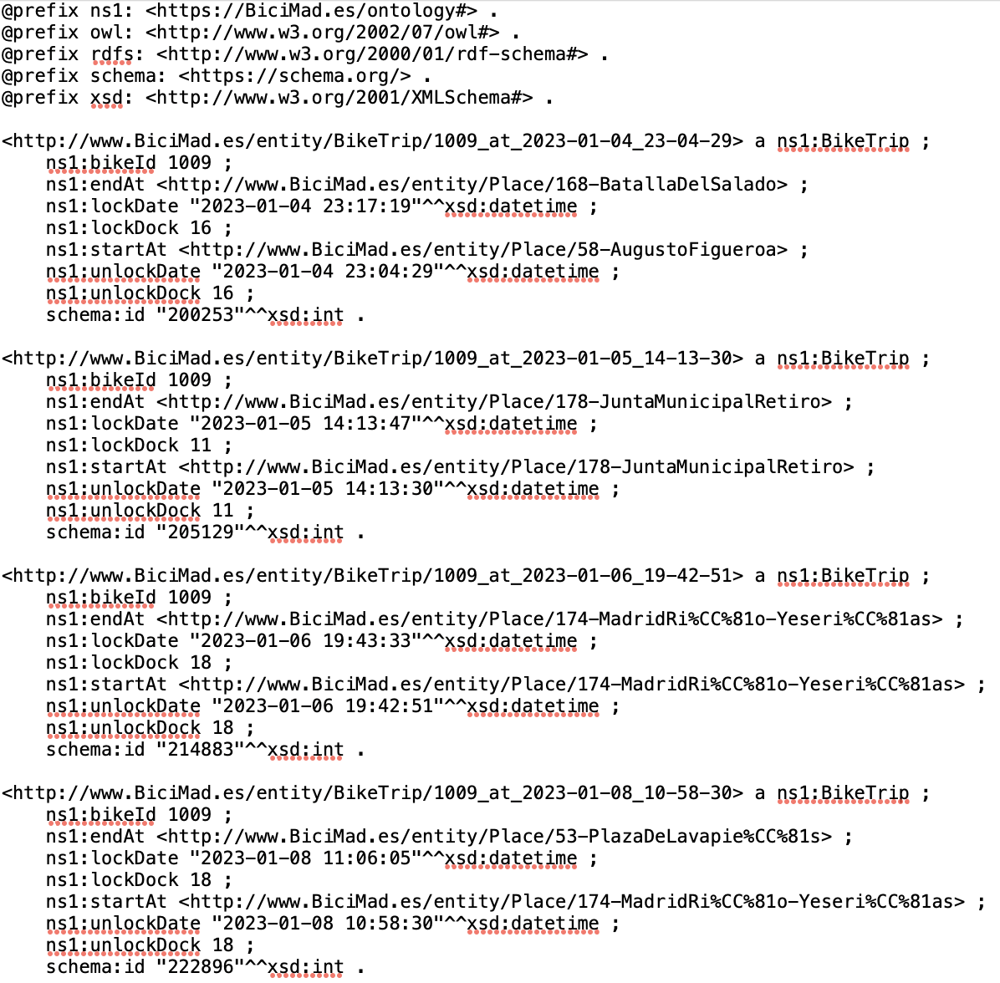 @prefix ns1: <https://BiciMad.es/ontology#> .
@prefix owl: <http://www.w3.org/2002/07/owl#> .
@prefix rdfs: <http://www.w3.org/2000/01/rdf-schema#> .
@prefix schema: <https://schema.org/> .
@prefix xsd: <http://www.w3.org/2001/XMLSchema#> .

<http://www.BiciMad.es/entity/BikeTrip/1009_at_2023-01-04_23-04-29> a ns1:BikeTrip ;
    ns1:bikeId 1009 ;
    ns1:endAt <http://www.BiciMad.es/entity/Place/168-BatallaDelSalado> ;
    ns1:lockDate "2023-01-04 23:17:19"^^xsd:datetime ;
    ns1:lockDock 16 ;
    ns1:startAt <http://www.BiciMad.es/entity/Place/58-AugustoFigueroa> ;
    ns1:unlockDate "2023-01-04 23:04:29"^^xsd:datetime ;
    ns1:unlockDock 16 ;
    schema:id "200253"^^xsd:int .

<http://www.BiciMad.es/entity/BikeTrip/1009_at_2023-01-05_14-13-30> a ns1:BikeTrip ;
    ns1:bikeId 1009 ;
    ns1:endAt <http://www.BiciMad.es/entity/Place/178-JuntaMunicipalRetiro> ;
    ns1:lockDate "2023-01-05 14:13:47"^^xsd:datetime ;
    ns1:lockDock 11 ;
    ns1:startAt <http://www.BiciMad.es/entity/Place/178-JuntaMunicipalRetiro> ;
    ns1:unlockDate "2023-01-05 14:13:30"^^xsd:datetime ;
    ns1:unlockDock 11 ;
    schema:id "205129"^^xsd:int .

<http://www.BiciMad.es/entity/BikeTrip/1009_at_2023-01-06_19-42-51> a ns1:BikeTrip ;
    ns1:bikeId 1009 ;
    ns1:endAt <http://www.BiciMad.es/entity/Place/174-MadridRi%CC%81o-Yeseri%CC%81as> ;
    ns1:lockDate "2023-01-06 19:43:33"^^xsd:datetime ;
    ns1:lockDock 18 ;
    ns1:startAt <http://www.BiciMad.es/entity/Place/174-MadridRi%CC%81o-Yeseri%CC%81as> ;
    ns1:unlockDate "2023-01-06 19:42:51"^^xsd:datetime ;
    ns1:unlockDock 18 ;
    schema:id "214883"^^xsd:int .

<http://www.BiciMad.es/entity/BikeTrip/1009_at_2023-01-08_10-58-30> a ns1:BikeTrip ;
    ns1:bikeId 1009 ;
    ns1:endAt <http://www.BiciMad.es/entity/Place/53-PlazaDeLavapie%CC%81s> ;
    ns1:lockDate "2023-01-08 11:06:05"^^xsd:datetime ;
    ns1:lockDock 18 ;
    ns1:startAt <http://www.BiciMad.es/entity/Place/174-MadridRi%CC%81o-Yeseri%CC%81as> ;
    ns1:unlockDate "2023-01-08 10:58:30"^^xsd:datetime ;
    ns1:unlockDock 18 ;
    schema:id "222896"^^xsd:int .